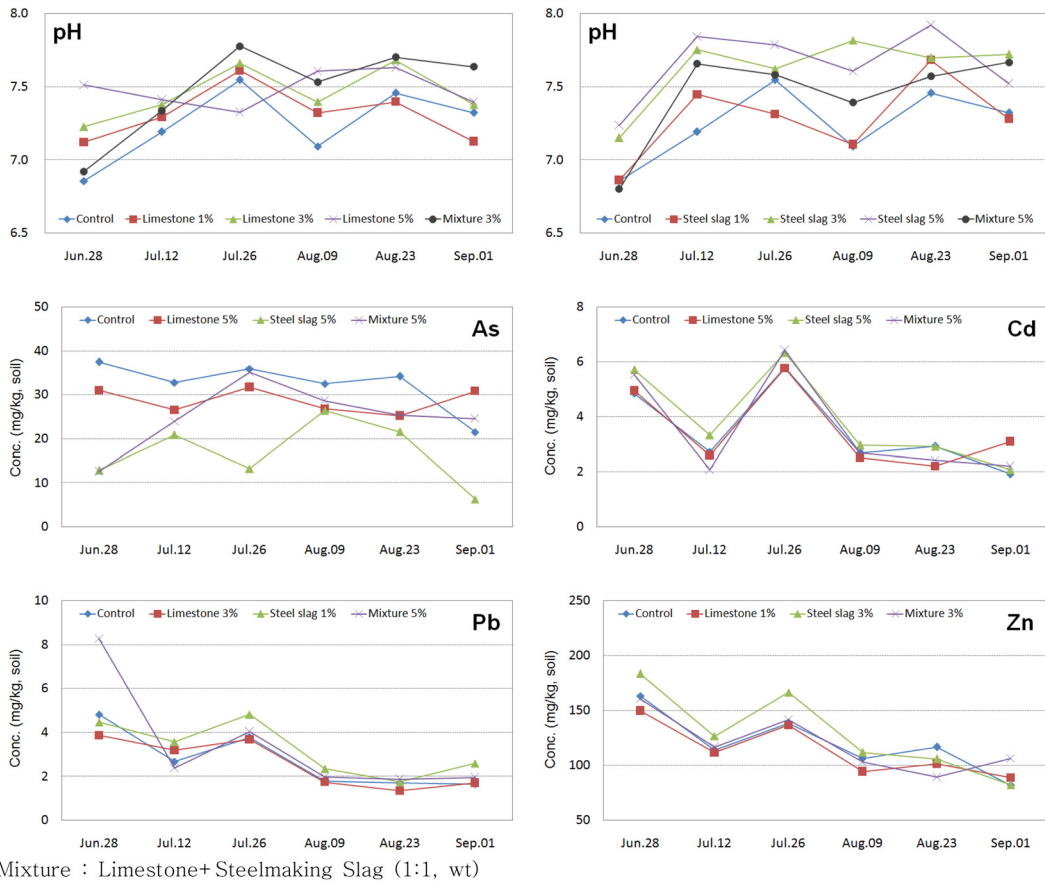 pH
8.0
7.5
7.0
6.5
Control Limestone 1% Limestone 3% Limestone 5% Mixture 3%
Jun.28 Jul.12 Jul.26 Aug.09 Aug.23 Sep.01
pH
8.0
7.5
7.0
6.5
Control Steel slag 1% Steel slag 3% Steel slag 5% Mixture 5%
Jun.28 Jul.12 Jul.26 Aug.09 Aug.23 Sep.01
As
Conc. (mg/kg, soil)
50
40
30
20
10
0
Control Limestone 5% Steel slag 5% Mixture 5%
Jun.28 Jul.12 Jul.26 Aug.09 Aug.23 Sep.01
Cd
Conc. (mg/kg, soil)
8
6
4
2
0
Control Limestone 5% Steel slag 5% Mixture 5%
Jun.28 Jul.12 Jul.26 Aug.09 Aug.23 Sep.01
Pb
Conc. (mg/kg, soil)
10
8
6
4
2
0
Control Limestone 3% Steel slag 1% Mixture 5%
Jun.28 Jul.12 Jul.26 Aug.09 Aug.23 Sep.01
Zn
Conc. (mg/kg, soil)
250
200
150
100
50
Control Limestone 1% Steel slag 3% Mixture 3%
Jun.28 Jul.12 Jul.26 Aug.09 Aug.23 Sep.01
Mixture : Limestone+Steelmaking Slag (1:1, wt)